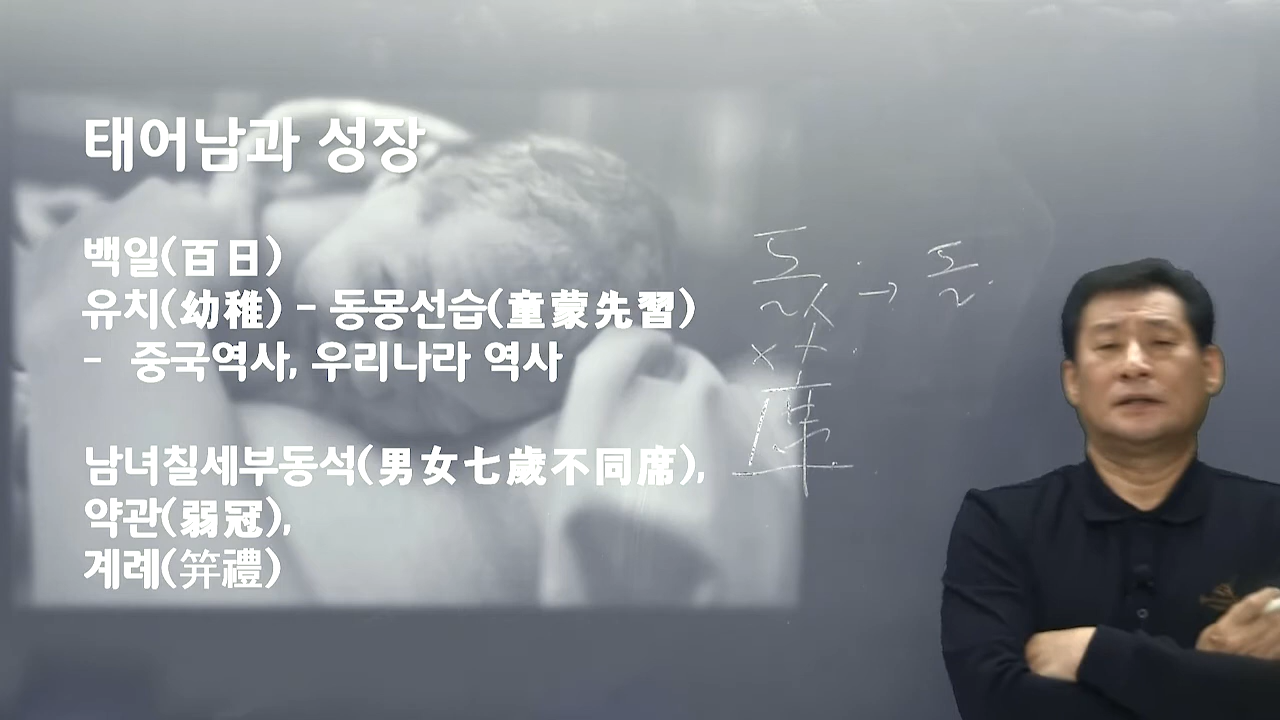 태어남과 성장
백일(百日)
유치(幼稚) - 동몽선습(童蒙先習)
- 중국역사, 우리나라 역사
남녀칠세부동석(男女七歲不同席),
약관(弱冠),
계례(笄禮)